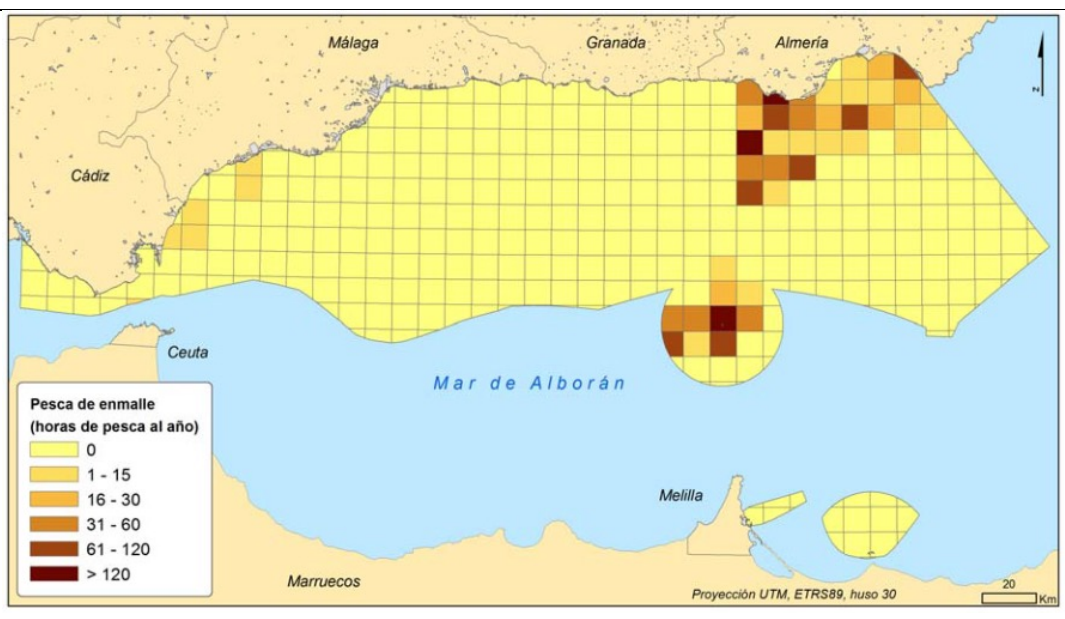 Málaga
Granada
Almería
Cádiz
N
Ceuta
Mar de Alborán
Pesca de enmalle
(horas de pesca al año)
0
1 - 15
16 - 30
31 - 60
61 - 120
> 120
Melilla
Marruecos
Proyección UTM, ETRS89, huso 30
20
Km